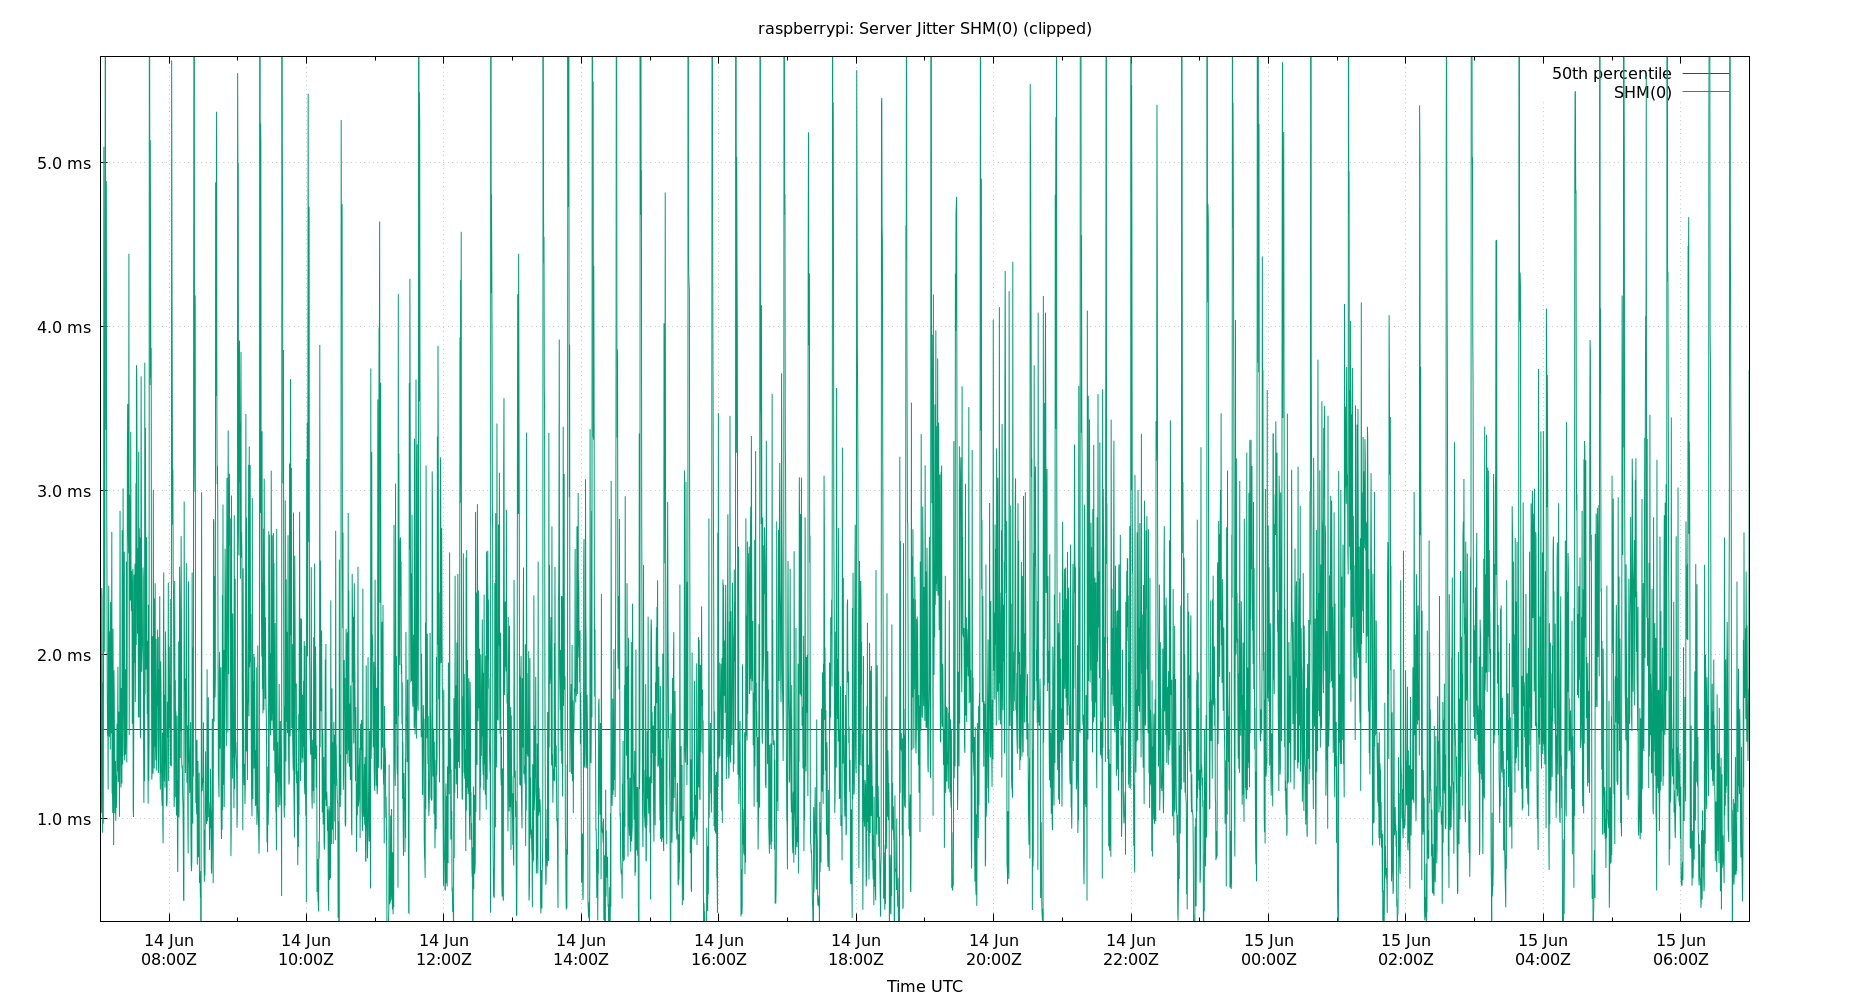 raspberrypi: Server Jitter SHM(0) (clipped)
50th percentile
SHM(0)
5.0 ms
4.0 ms
3.0 ms
2.0 ms
1.0 ms
14 Jun 14 Jun 14 Jun 14 Jun 14 Jun 14 Jun 14 Jun 14 Jun 15 Jun 15 Jun 15 Jun 15 Jun
08:00Z 10:00Z 12:00Z 14:00Z 16:00Z 18:00Z 20:00Z 22:00Z 00:00Z 02:00Z 04:00Z 06:00Z
Time UTC